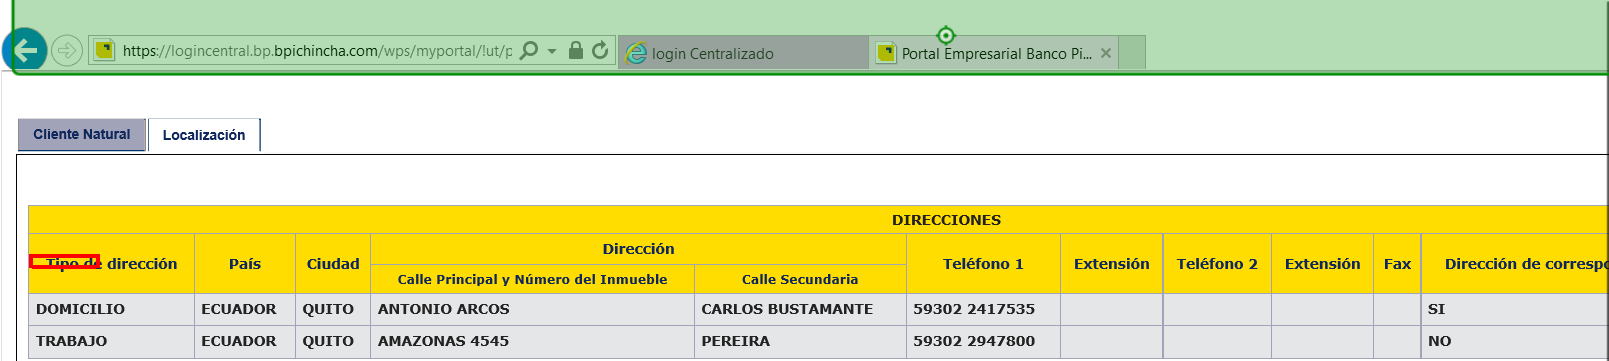 https://logincentral.bp.bpichincha.com/wps/myportal/!ut/p
login Centralizado
Portal Empresarial Banco Pi...
Cliente Natural Localización
DIRECCIONES
Tipo de dirección País Ciudad Dirección Teléfono 1 Extensión Teléfono 2 Extensión Fax Dirección de correspo
Calle Principal y Número del Inmueble Calle Secundaria
DOMICILIO ECUADOR QUITO ANTONIO ARCOS CARLOS BUSTAMANTE 59302 2417535 SI
TRABAJO ECUADOR QUITO AMAZONAS 4545 PEREIRA 59302 2947800 NO